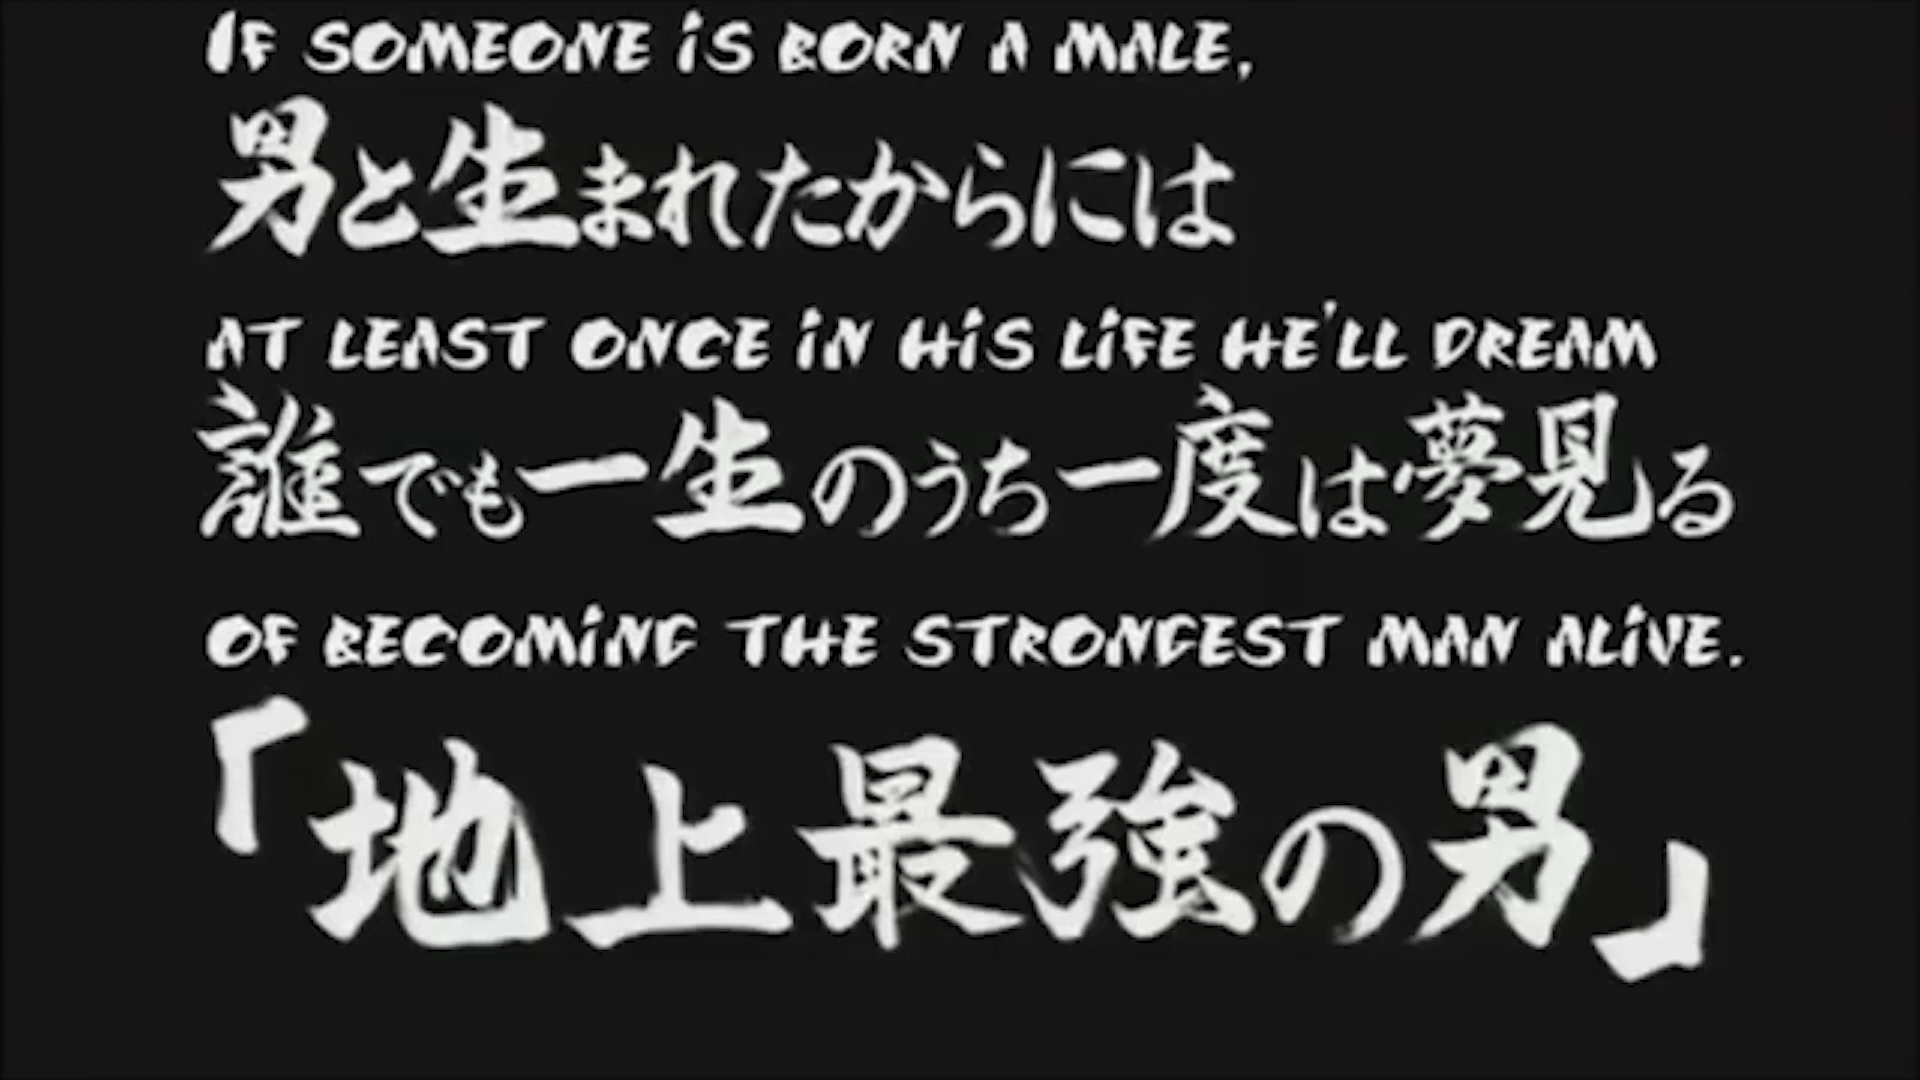 IF SOMEONE IS BORN A MALE,
男と生まれたからには
AT LEAST ONCE IN HIS LIFE HE'LL DREAM
誰でも一生のうち一度は夢見る
OF BECOMING THE STRONGEST MAN ALIVE.
「地上最強の男」